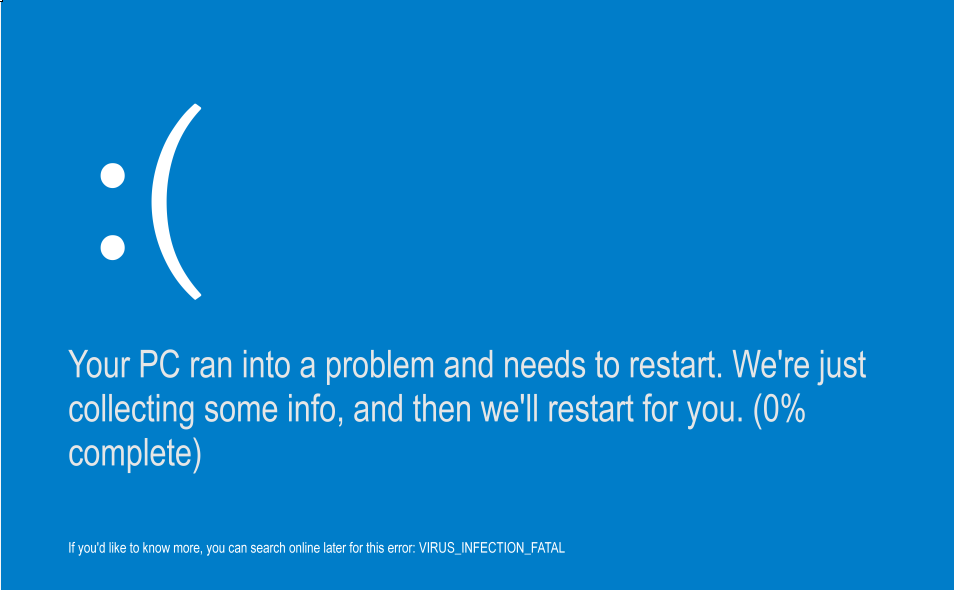 :(
Your PC ran into a problem and needs to restart. We're just
collecting some info, and then we'll restart for you. (0%
complete)
If you'd like to know more, you can search online later for this error: VIRUS_INFECTION_FATAL